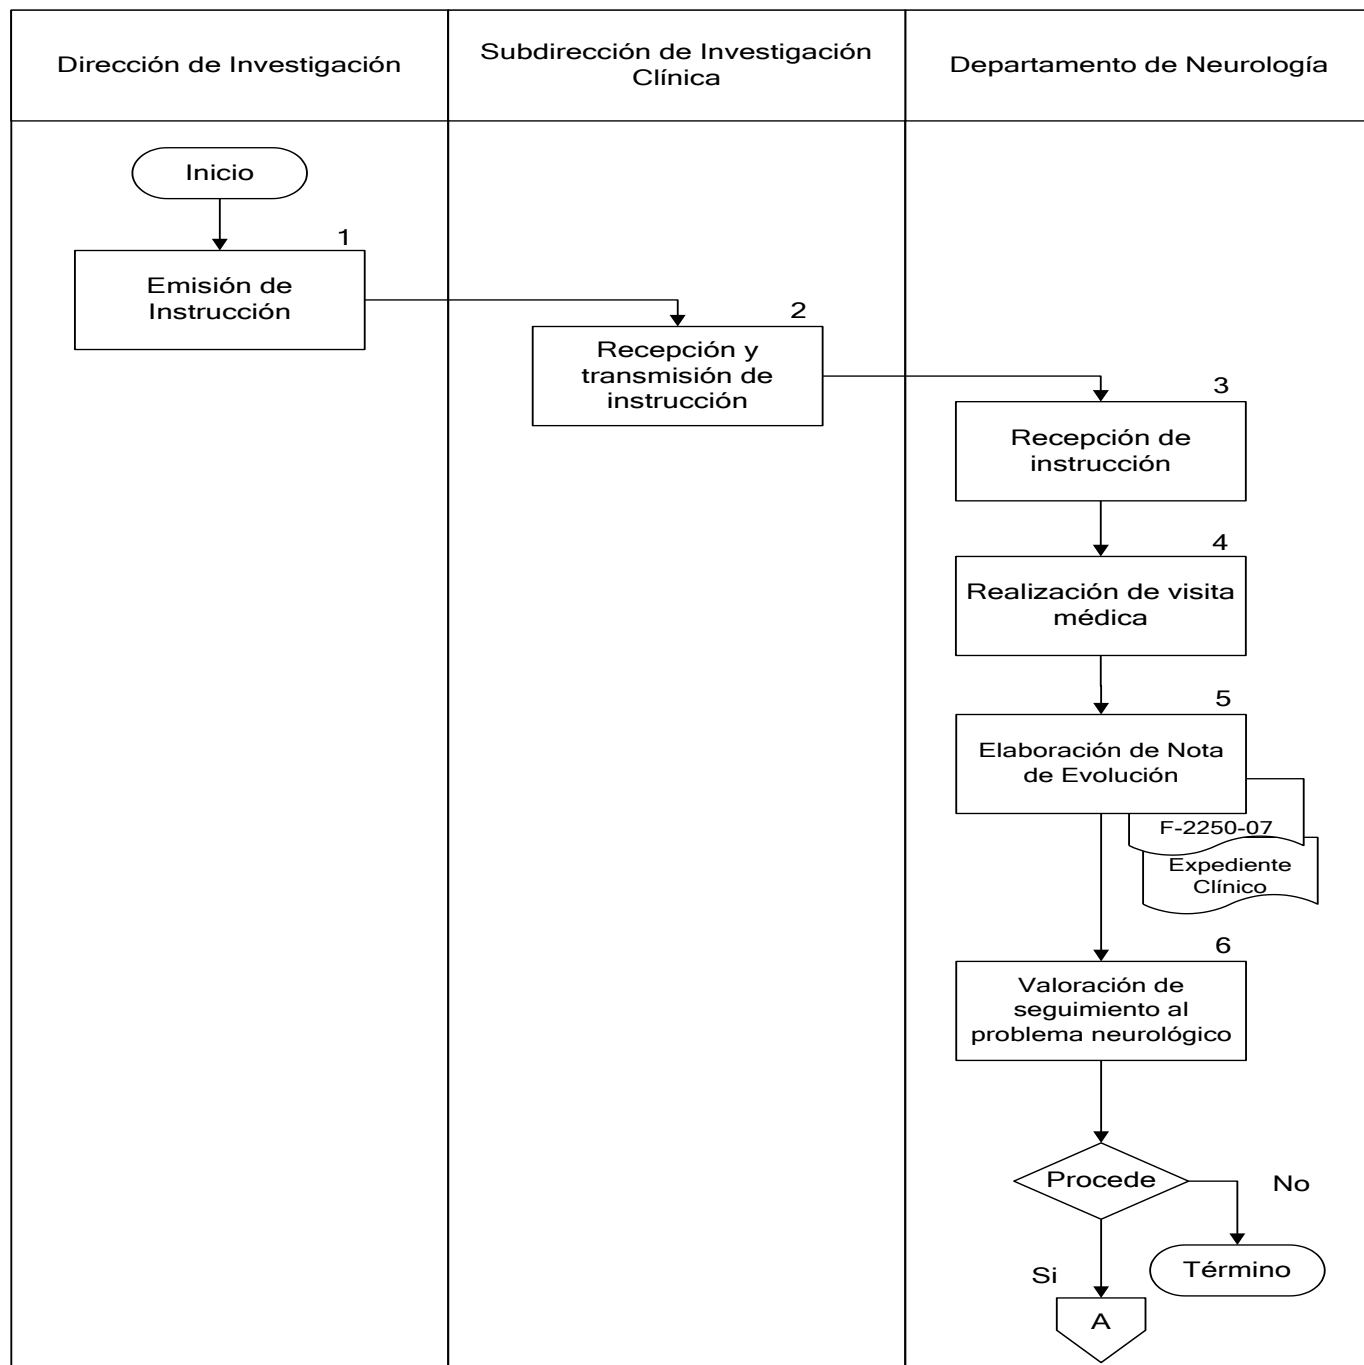 Dirección de Investigación
Subdirección de Investigación
Clínica
Departamento de Neurología
Inicio
1
Emisión de
Instrucción
2
Recepción y
transmisión de
instrucción
3
Recepción de
instrucción
4
Realización de visita
médica
5
Elaboración de Nota
de Evolución
F-2250-07
Expediente
Clínico
6
Valoración de
seguimiento al
problema neurológico
Procede
No
Término
Si
A